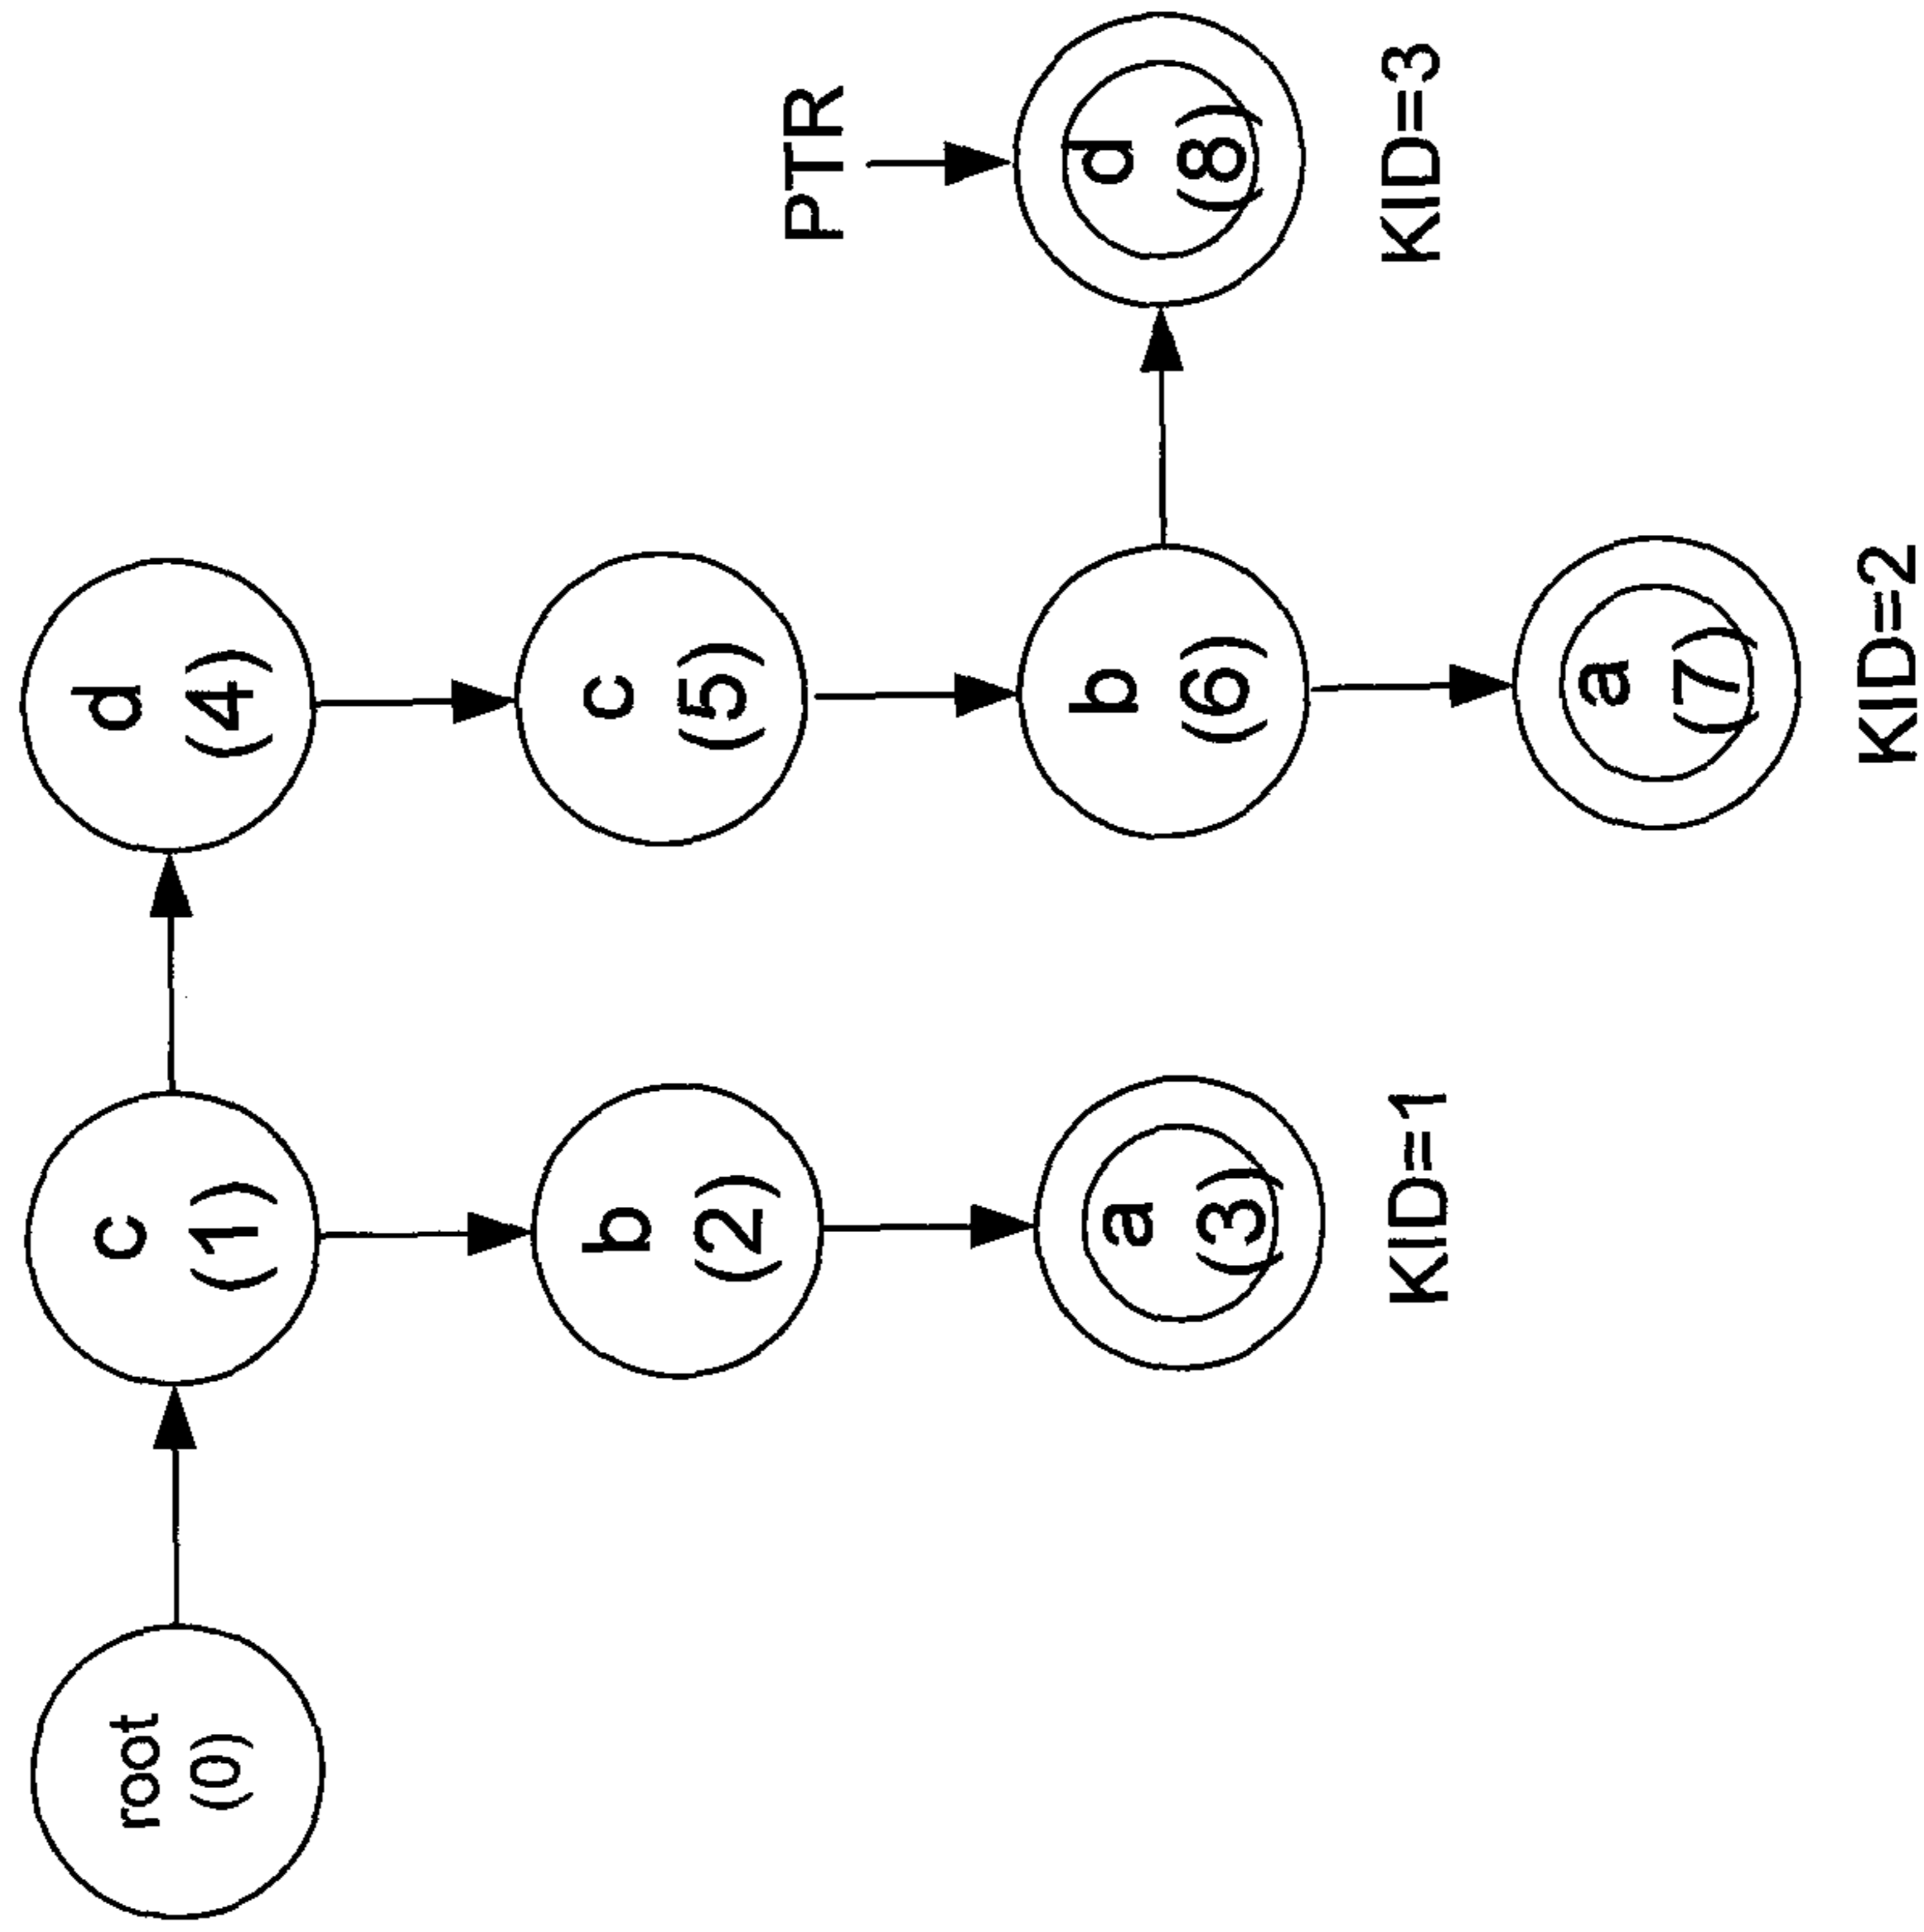 root
(0)
c
(1)
d
(4)
b
(2)
c
(5)
PTR
a
(3)
b
(6)
d
(8)
KID=1
KID=3
a
(7)
KID=2